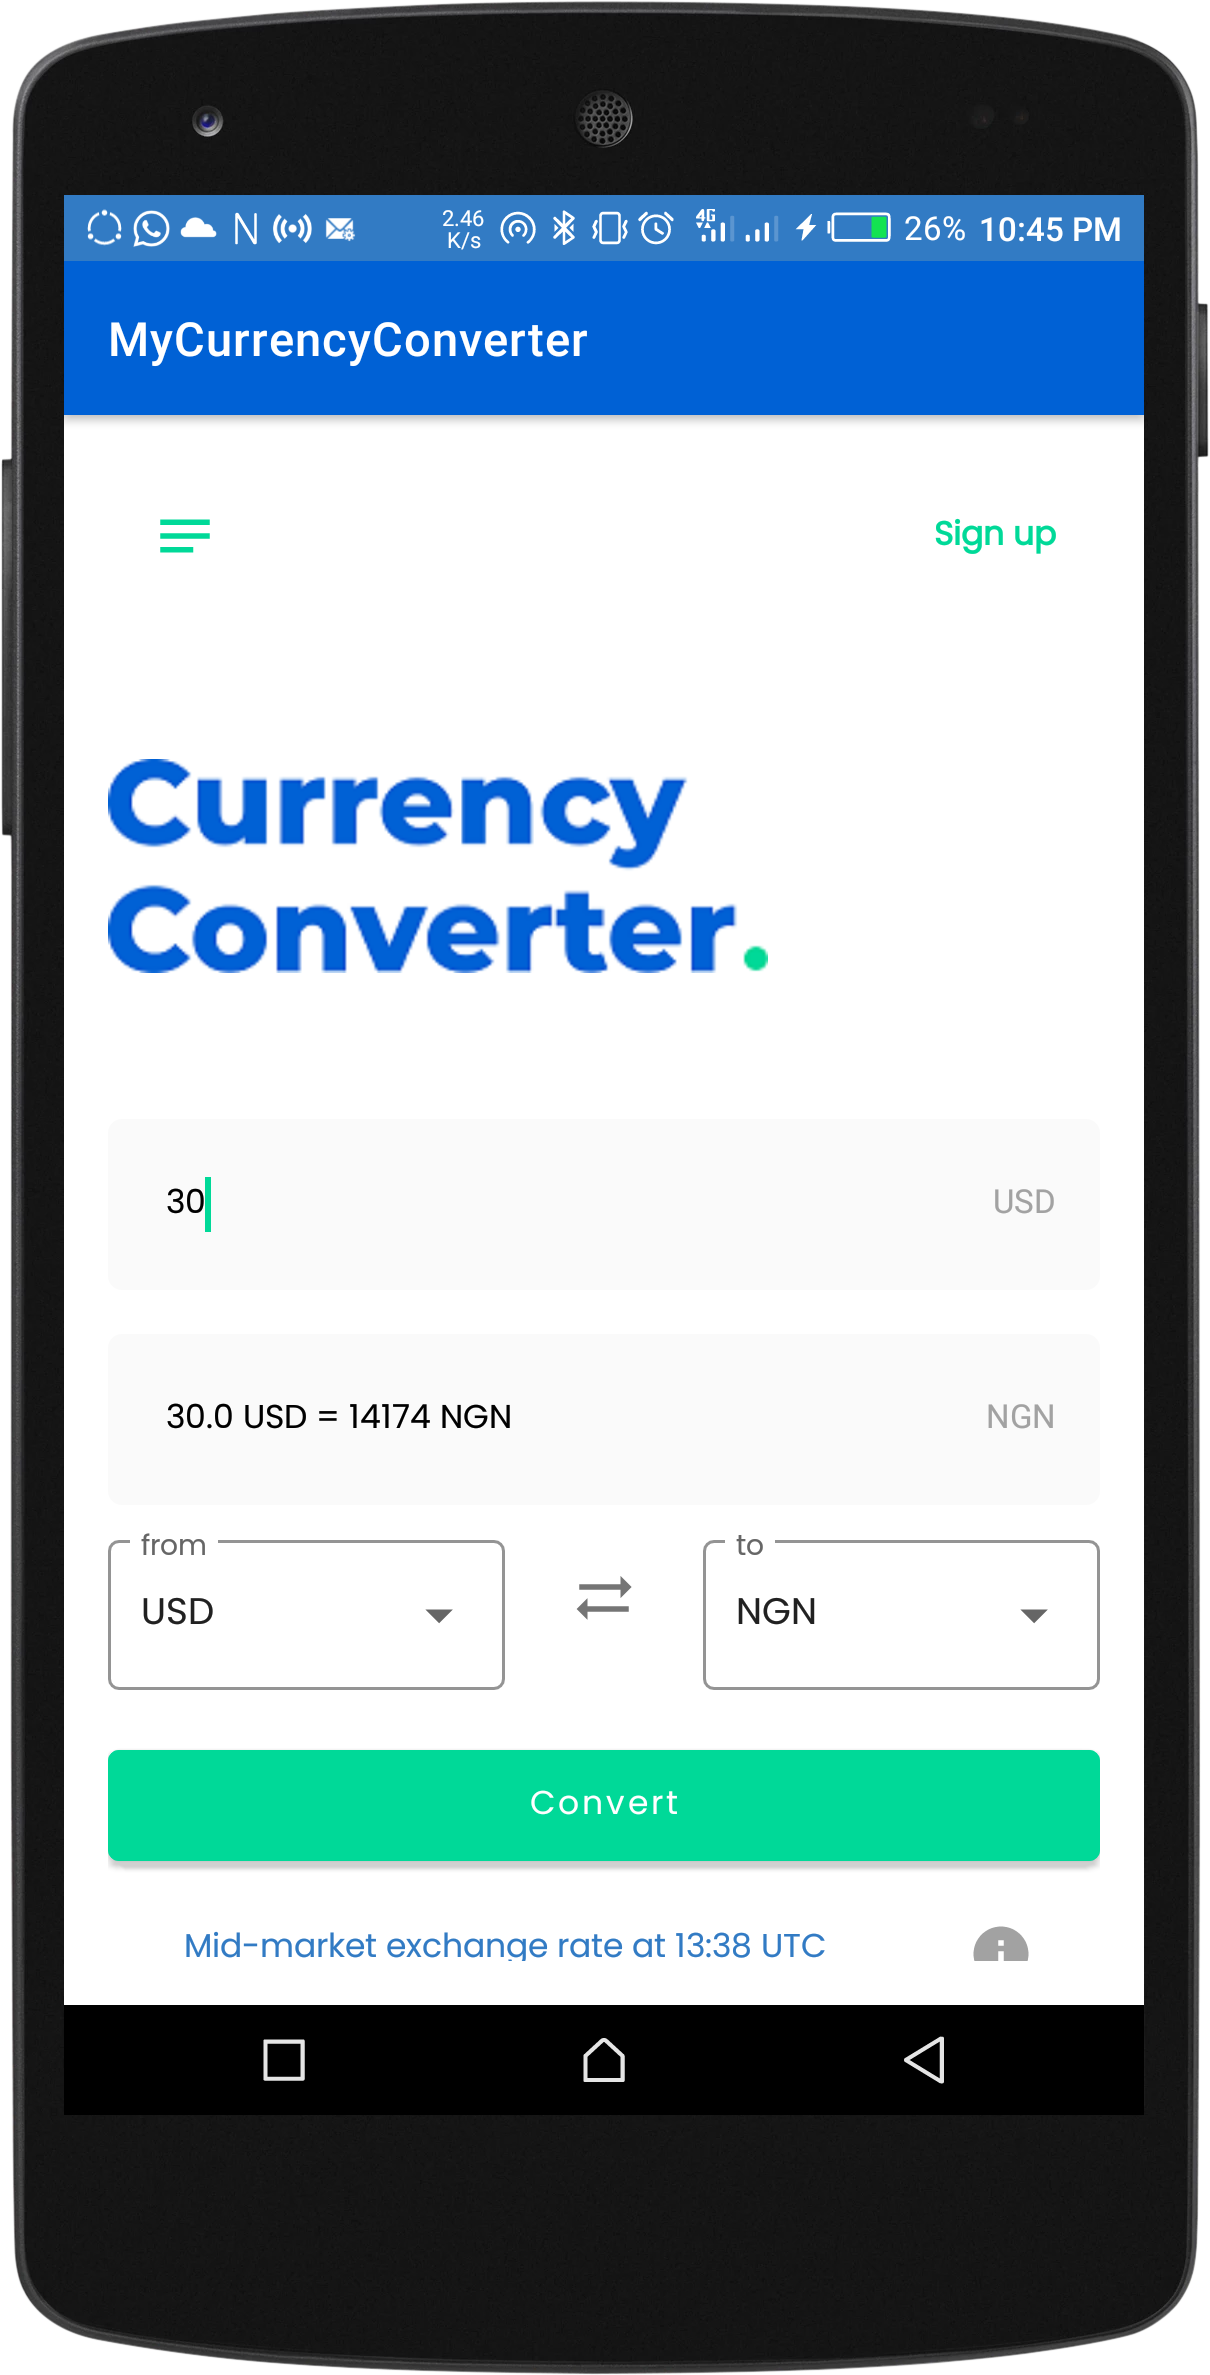 2.46 K/s 4G 26% 10:45 PM
MyCurrencyConverter
Sign up
Currency
Converter.
30 USD
30.0 USD = 14174 NGN NGN
from to
USD NGN
Convert
Mid-market exchange rate at 13:38 UTC